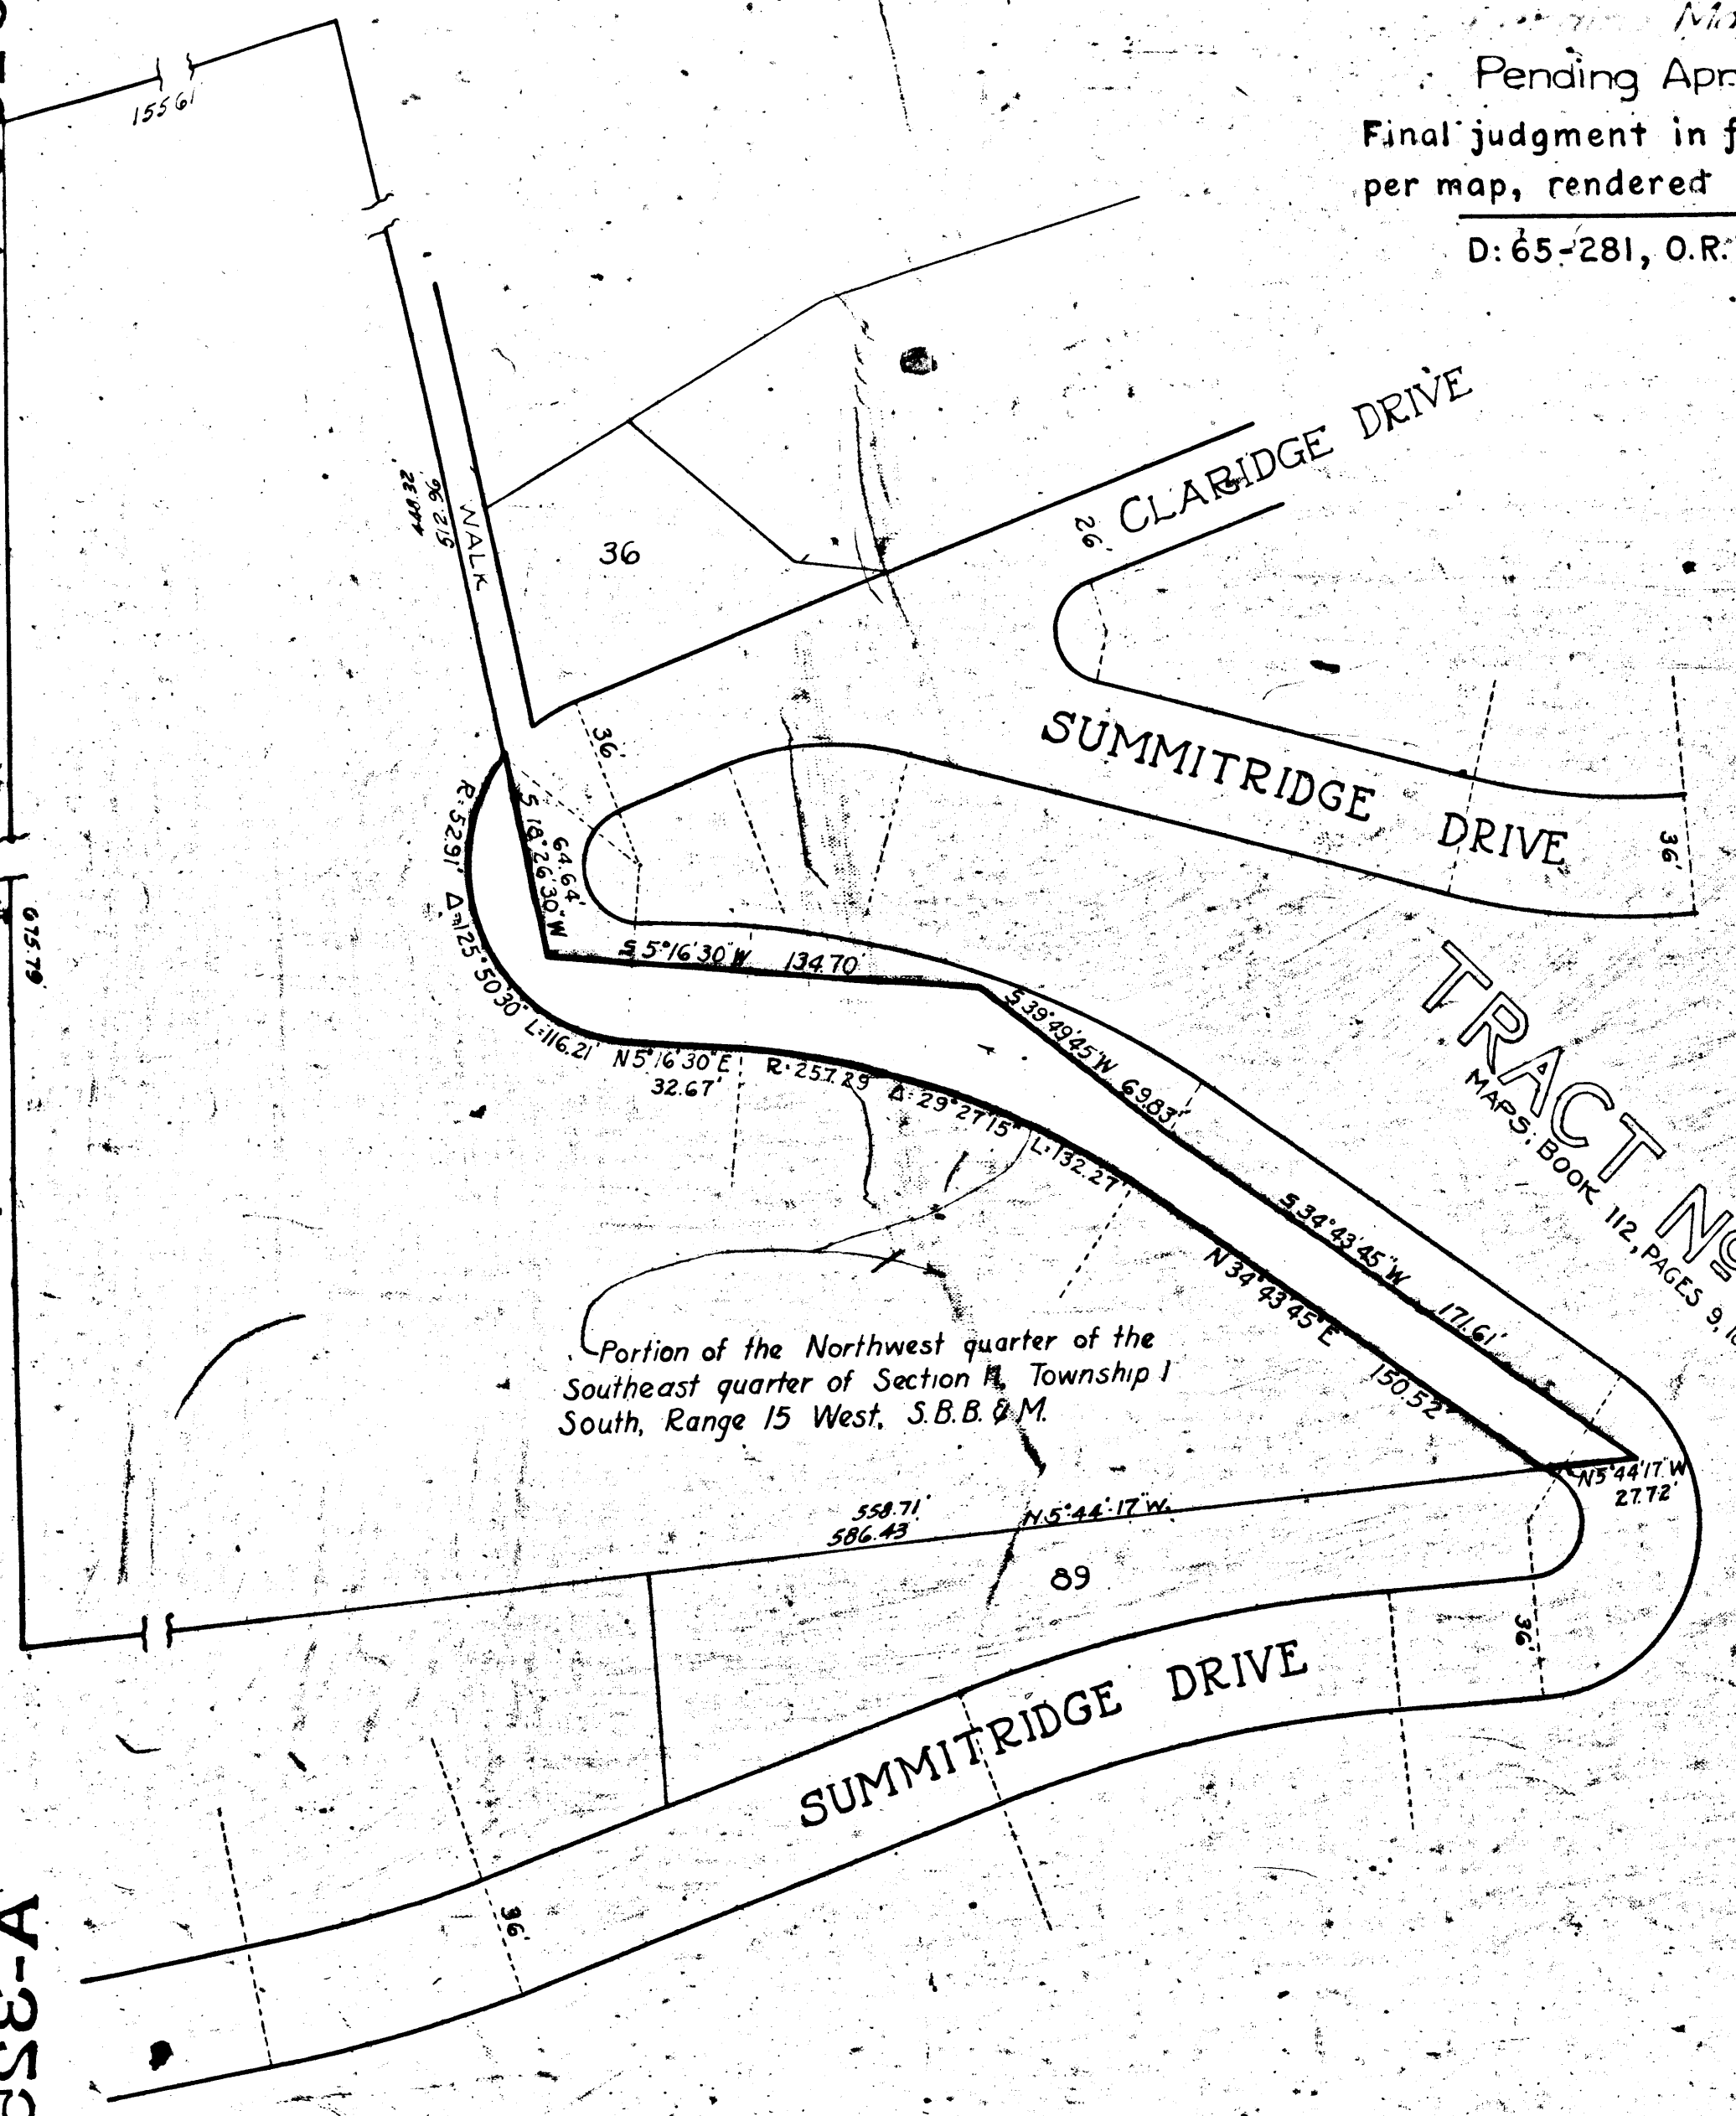 Pending
Final judgment in
per map, rendered
D: 65-281, O.R.
155.61
448.32'
512.96
WALK
36
26'
CLARIDGE DRIVE
36'
SUMMITRIDGE DRIVE
36'
R=52.91' Δ=125°50'30" L=116.21'
S 18°26'30" W
64.64'
S 5°16'30" W 134.70'
N 5°16'30" E
32.67'
R=257.29 Δ=29°27'15" L=132.27'
S 39°49'45" W 69.83'
S 34°43'45" W 171.61'
N 34°43'45" E 150.52'
TRACT No
MAPS: BOOK 112, PAGES 9,
675.79'
Portion of the Northwest quarter of the
Southeast quarter of Section Township 1
South, Range 15 West, S.B.B. & M.
N 5°44'17" W
27.72'
558.71'
586.43
N. 5°-44'-17" W.
89
36'
SUMMITRIDGE DRIVE
36'